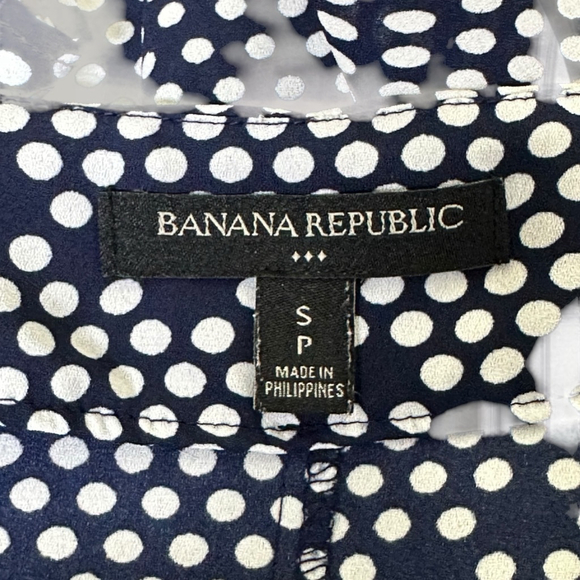 BANANA REPUBLIC
S
P
MADE IN
PHILIPPINES